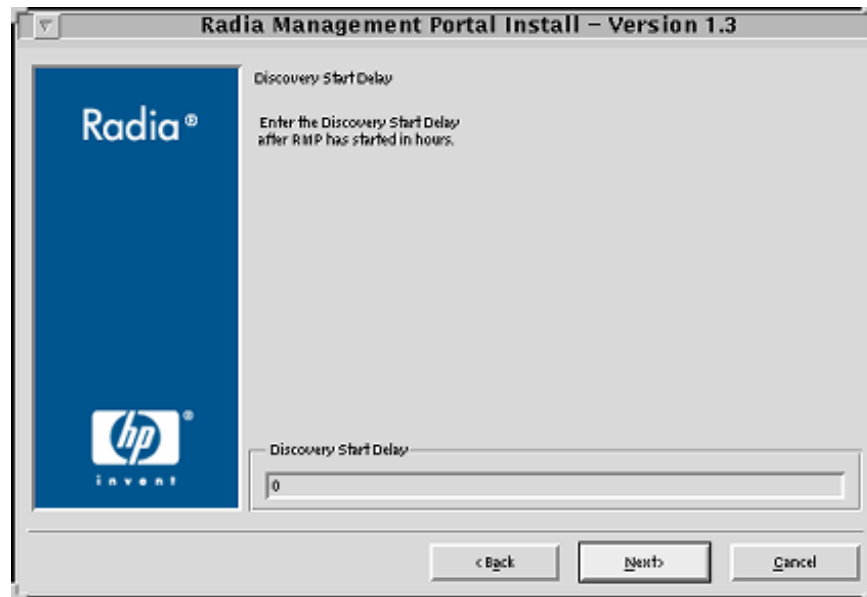 Radia Management Portal Install – Version 1.3
Radia®
Discovery Start Delay
Enter the Discovery Start Delay
after RMP has started in hours.
hp®
invent
Discovery Start Delay
0
<Back
Next>
Cancel